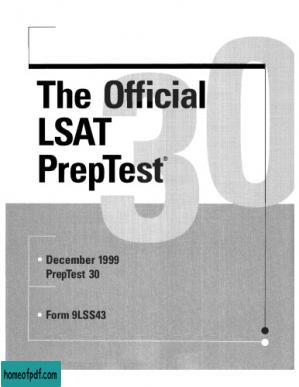 30
The Official
LSAT
PrepTest®
• December 1999
PrepTest 30
• Form 9LSS43
homeofpdf.com